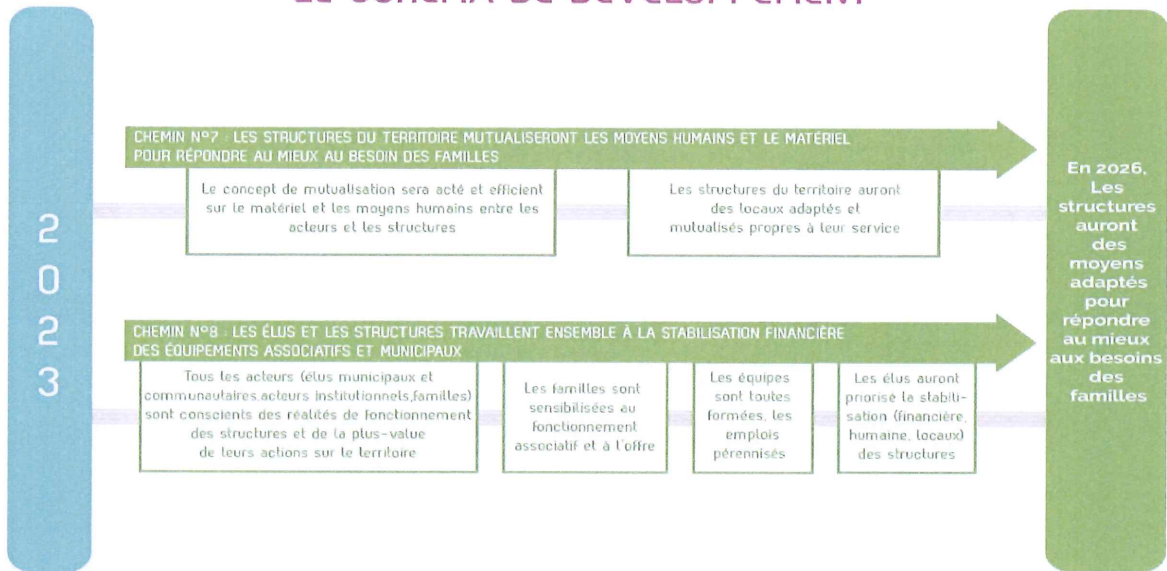 LE SCHÉMA DE DÉVELOPPEMENT
2
0
2
3
CHEMIN N°7 : LES STRUCTURES DU TERRITOIRE MUTUALISERONT LES MOYENS HUMAINS ET LE MATÉRIEL
POUR RÉPONDRE AU MIEUX AU BESOIN DES FAMILLES
Le concept de mutualisation sera acté et efficient
sur le matériel et les moyens humains entre les
acteurs et les structures
Les structures du territoire auront
des locaux adaptés et
mutualisés propres à leur service
CHEMIN N°8 : LES ÉLUS ET LES STRUCTURES TRAVAILLENT ENSEMBLE À LA STABILISATION FINANCIÈRE
DES ÉQUIPEMENTS ASSOCIATIFS ET MUNICIPAUX
Tous les acteurs (élus municipaux et
communautaires,acteurs institutionnels,familles)
sont conscients des réalités de fonctionnement
des structures et de la plus-value
de leurs actions sur le territoire
Les familles sont
sensibilisées au
fonctionnement
associatif et à l'offre
Les équipes
sont toutes
formées, les
emplois
pérennisés
Les élus auront
priorisé la stabili-
sation (financière,
humaine, locaux)
des structures
En 2026,
Les
structures
auront
des
moyens
adaptés
pour
répondre
au mieux
aux besoins
des
familles